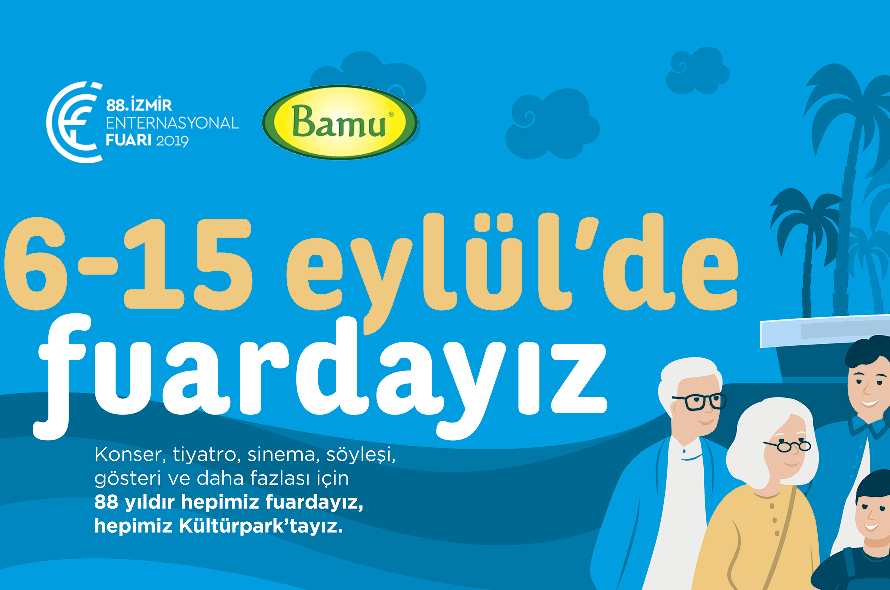 88. İZMİR
ENTERNASYONAL
FUARI 2019
Bamu®
6-15 eylül'de
fuardayız
Konser, tiyatro, sinema, söyleşi,
gösteri ve daha fazlası için
88 yıldır hepimiz fuardayız,
hepimiz Kültürpark'tayız.